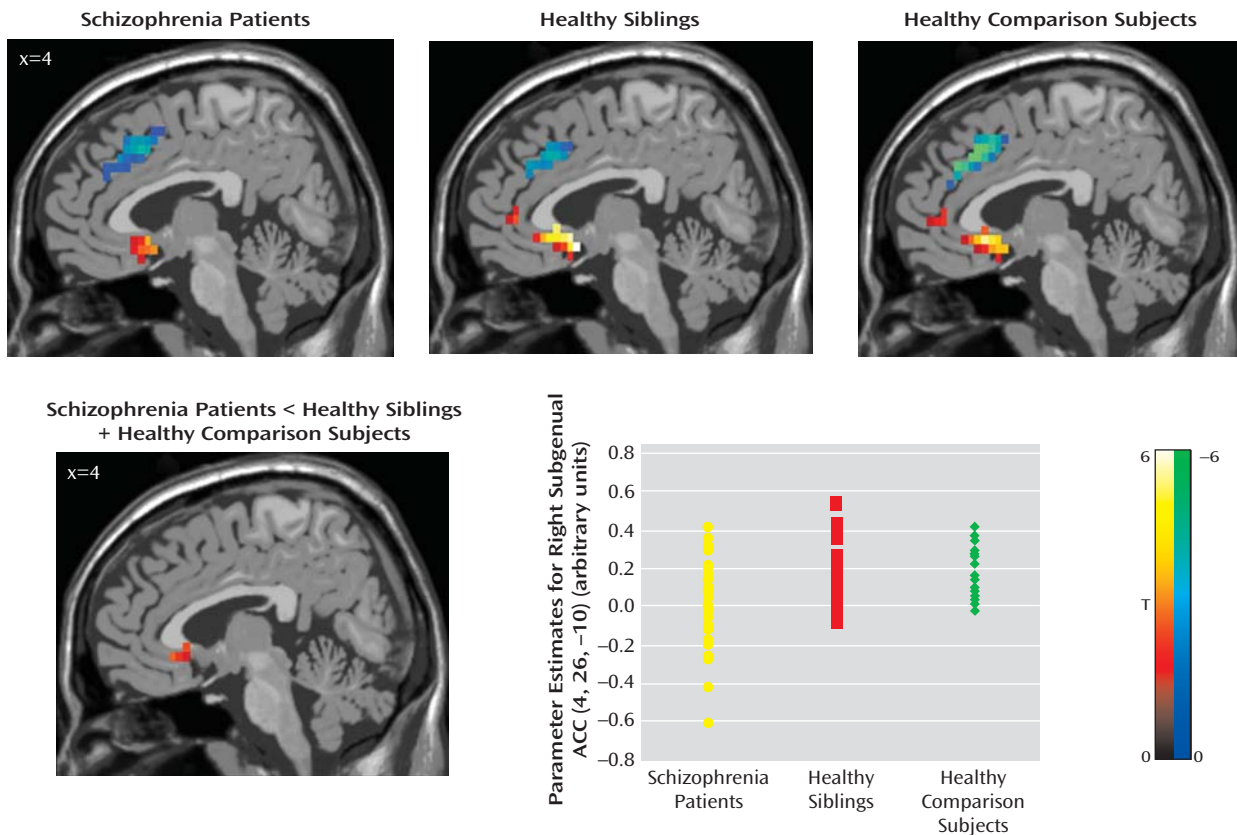 Schizophrenia Patients
Healthy Siblings
Healthy Comparison Subjects
x=4
Schizophrenia Patients < Healthy Siblings
+ Healthy Comparison Subjects
x=4
Parameter Estimates for Right Subgenual
ACC (4, 26, –10) (arbitrary units)
0.8
0.6
0.4
0.2
0.0
–0.2
–0.4
–0.6
–0.8
Schizophrenia
Patients
Healthy
Siblings
Healthy
Comparison
Subjects
6
–6
T
0
0